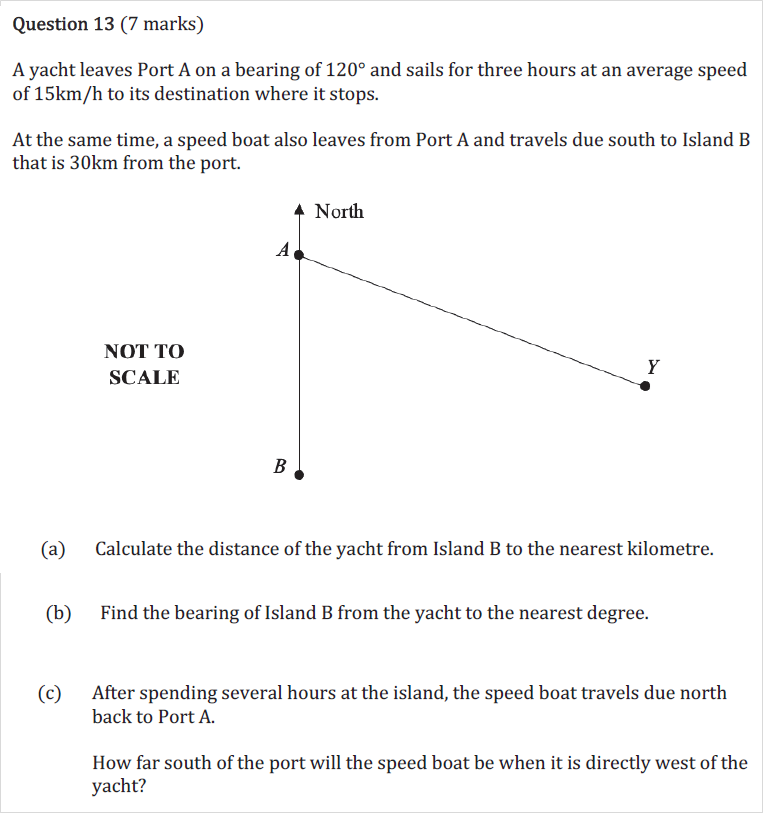 Question 13 (7 marks)
A yacht leaves Port A on a bearing of 120° and sails for three hours at an average speed
of 15km/h to its destination where it stops.
At the same time, a speed boat also leaves from Port A and travels due south to Island B
that is 30km from the port.
North
A
NOT TO
SCALE
Y
B
(a) Calculate the distance of the yacht from Island B to the nearest kilometre.
(b) Find the bearing of Island B from the yacht to the nearest degree.
(c) After spending several hours at the island, the speed boat travels due north
back to Port A.
How far south of the port will the speed boat be when it is directly west of the
yacht?